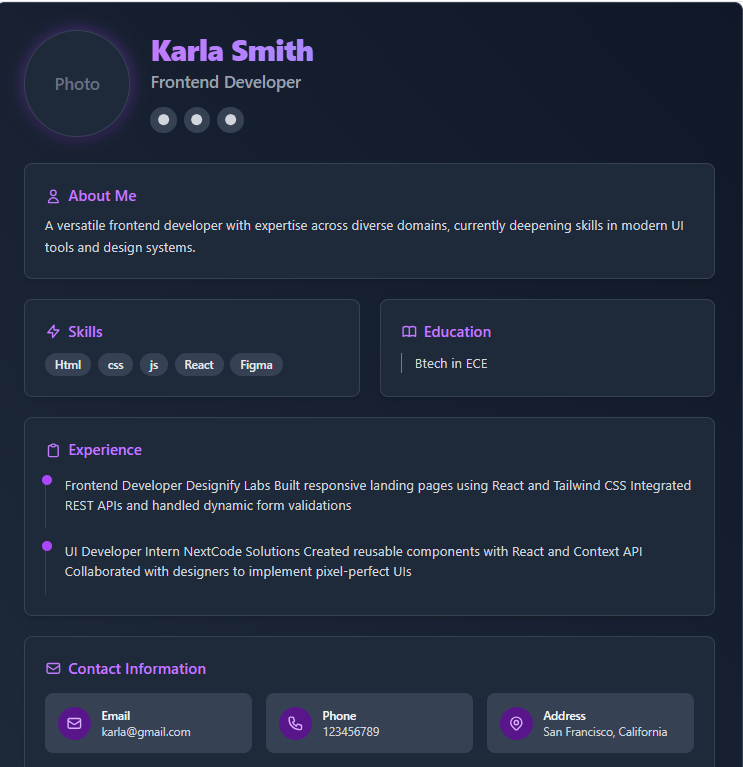 Photo
Karla Smith
Frontend Developer
About Me
A versatile frontend developer with expertise across diverse domains, currently deepening skills in modern UI
tools and design systems.
Skills
Html css js React Figma
Education
Btech in ECE
Experience
Frontend Developer Designify Labs Built responsive landing pages using React and Tailwind CSS Integrated
REST APIs and handled dynamic form validations
UI Developer Intern NextCode Solutions Created reusable components with React and Context API
Collaborated with designers to implement pixel-perfect UIs
Contact Information
Email
karla@gmail.com
Phone
123456789
Address
San Francisco, California